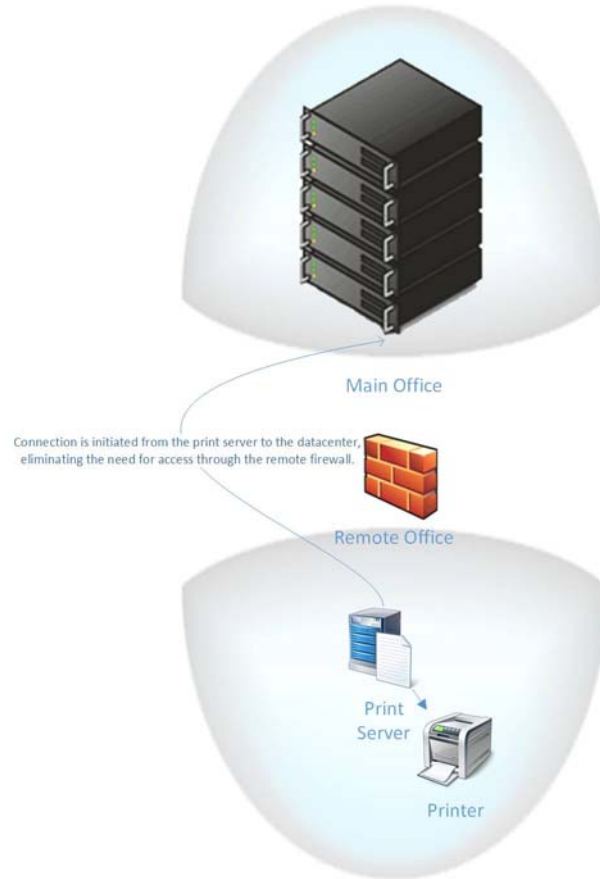 Main Office
Connection is initiated from the print server to the datacenter,
eliminating the need for access through the remote firewall.
Remote Office
Print
Server
Printer